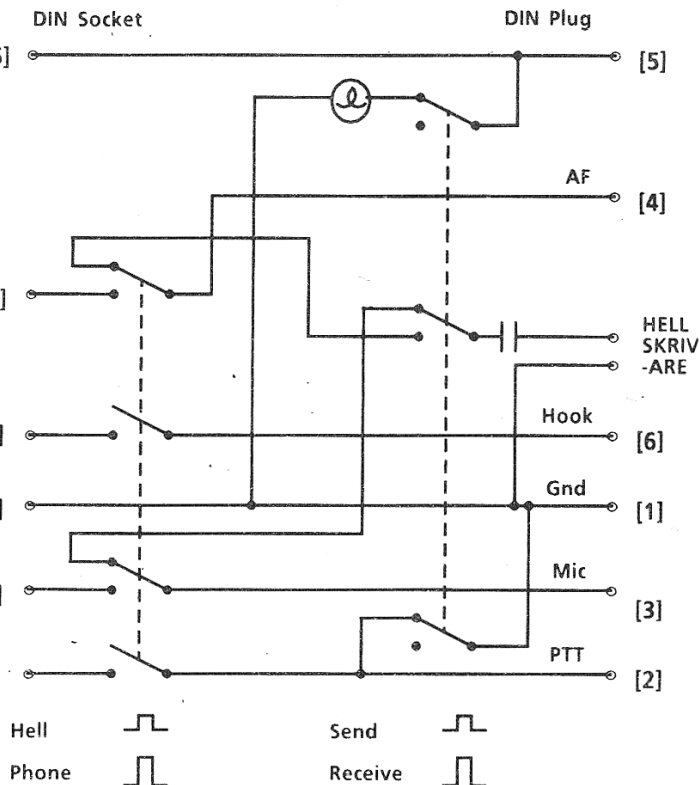 DIN Socket
DIN Plug
[5]
AF
[4]
HELL
SKRIV
-ARE
Hook
[6]
Gnd
[1]
Mic
[3]
PTT
[2]
Hell
Send
Phone
Receive